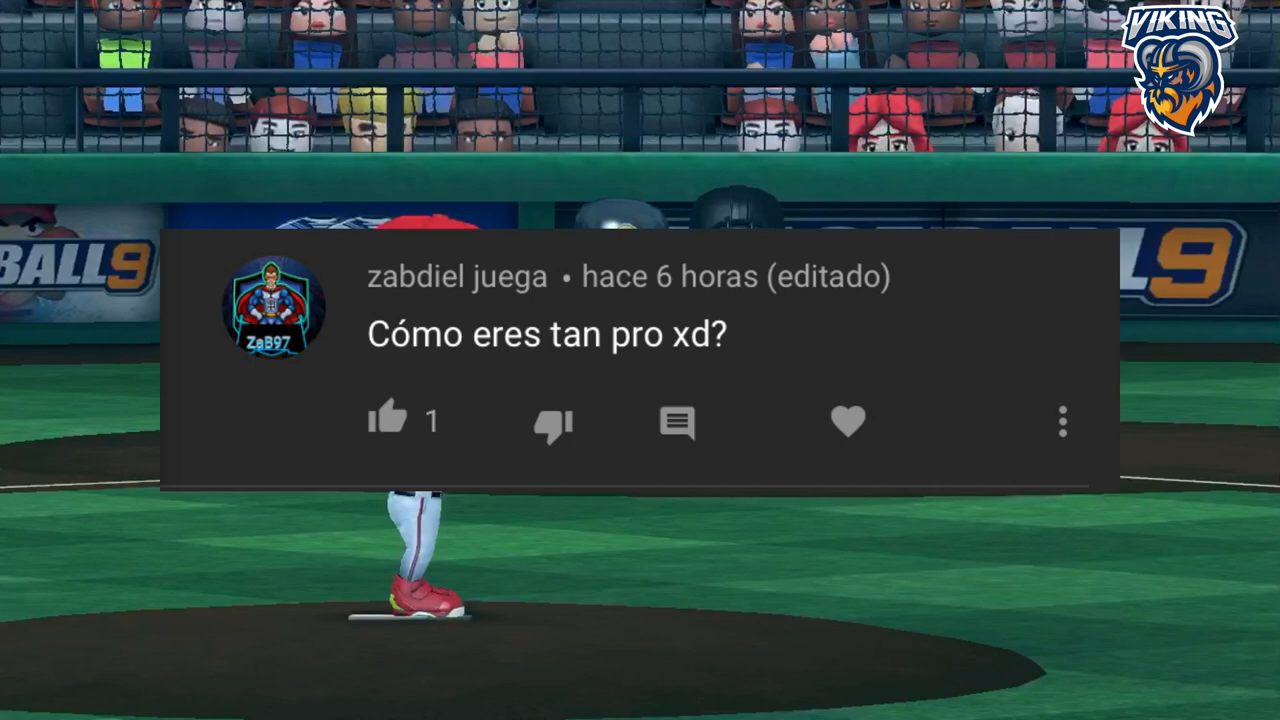 VIKING
BALL9
L9
zabdiel juega • hace 6 horas (editado)
ZaB97
Cómo eres tan pro xd?
1